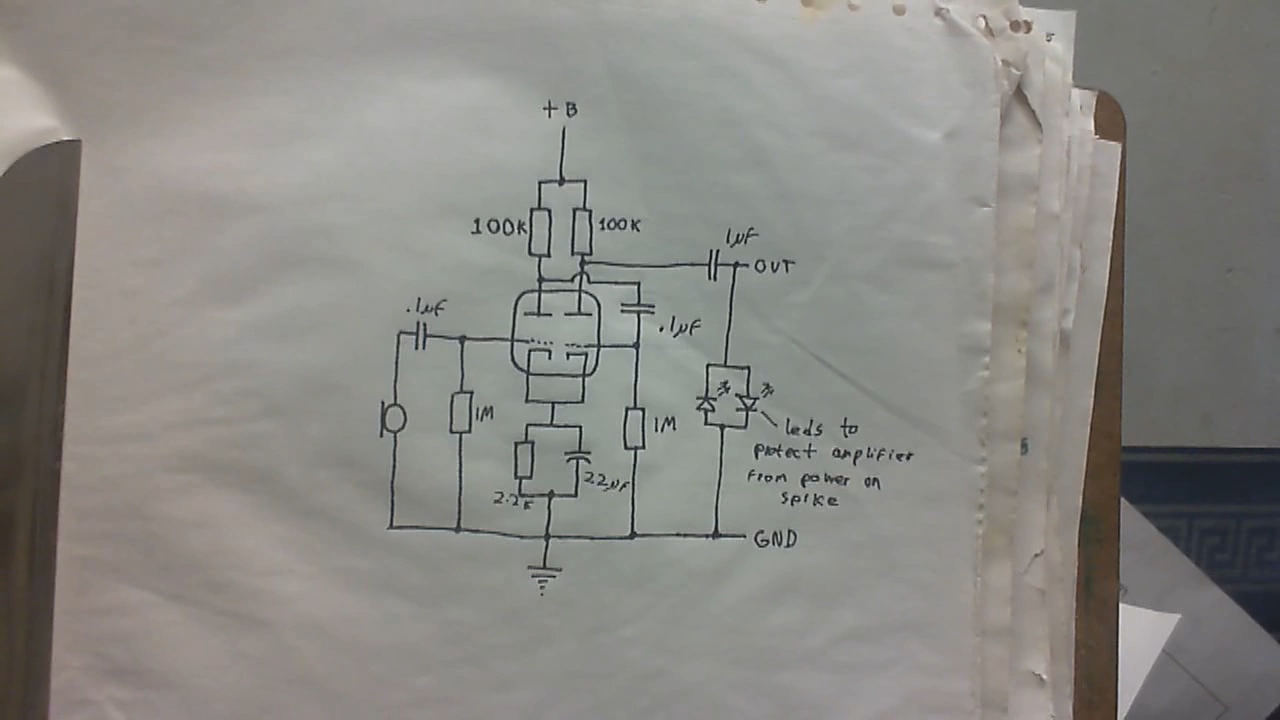 +B
100K
100K
1µF
OUT
.1µF
.1µF
1M
1M
2.2K
22µF
leds to
protect amplifier
from power on
spike
GND